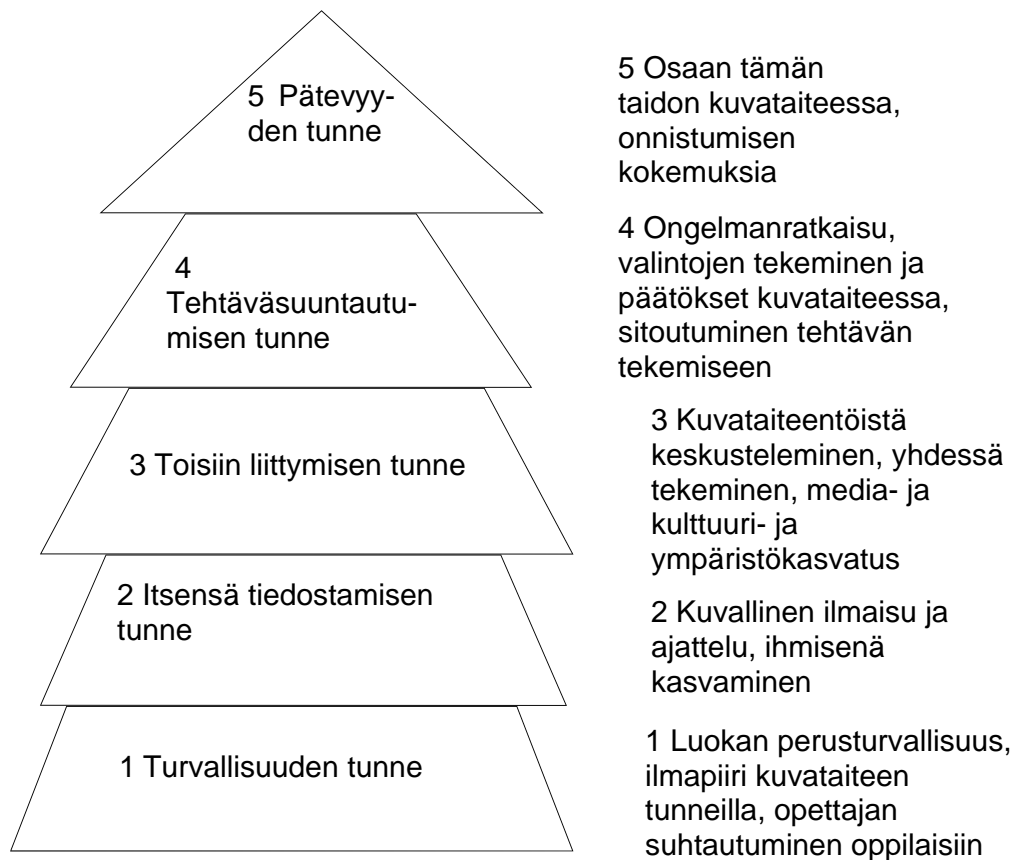 5 Pätevyy-
den tunne
5 Osaan tämän
taidon kuvataiteessa,
onnistumisen
kokemuksia
4
Tehtäväsuuntautu-
misen tunne
4 Ongelmanratkaisu,
valintojen tekeminen ja
päätökset kuvataiteessa,
sitoutuminen tehtävän
tekemiseen
3 Toisiin liittymisen tunne
3 Kuvataiteentöistä
keskusteleminen, yhdessä
tekeminen, media- ja
kulttuuri- ja
ympäristökasvatus
2 Itsensä tiedostamisen
tunne
2 Kuvallinen ilmaisu ja
ajattelu, ihmisenä
kasvaminen
1 Turvallisuuden tunne
1 Luokan perusturvallisuus,
ilmapiiri kuvataiteen
tunneilla, opettajan
suhtautuminen oppilaisiin